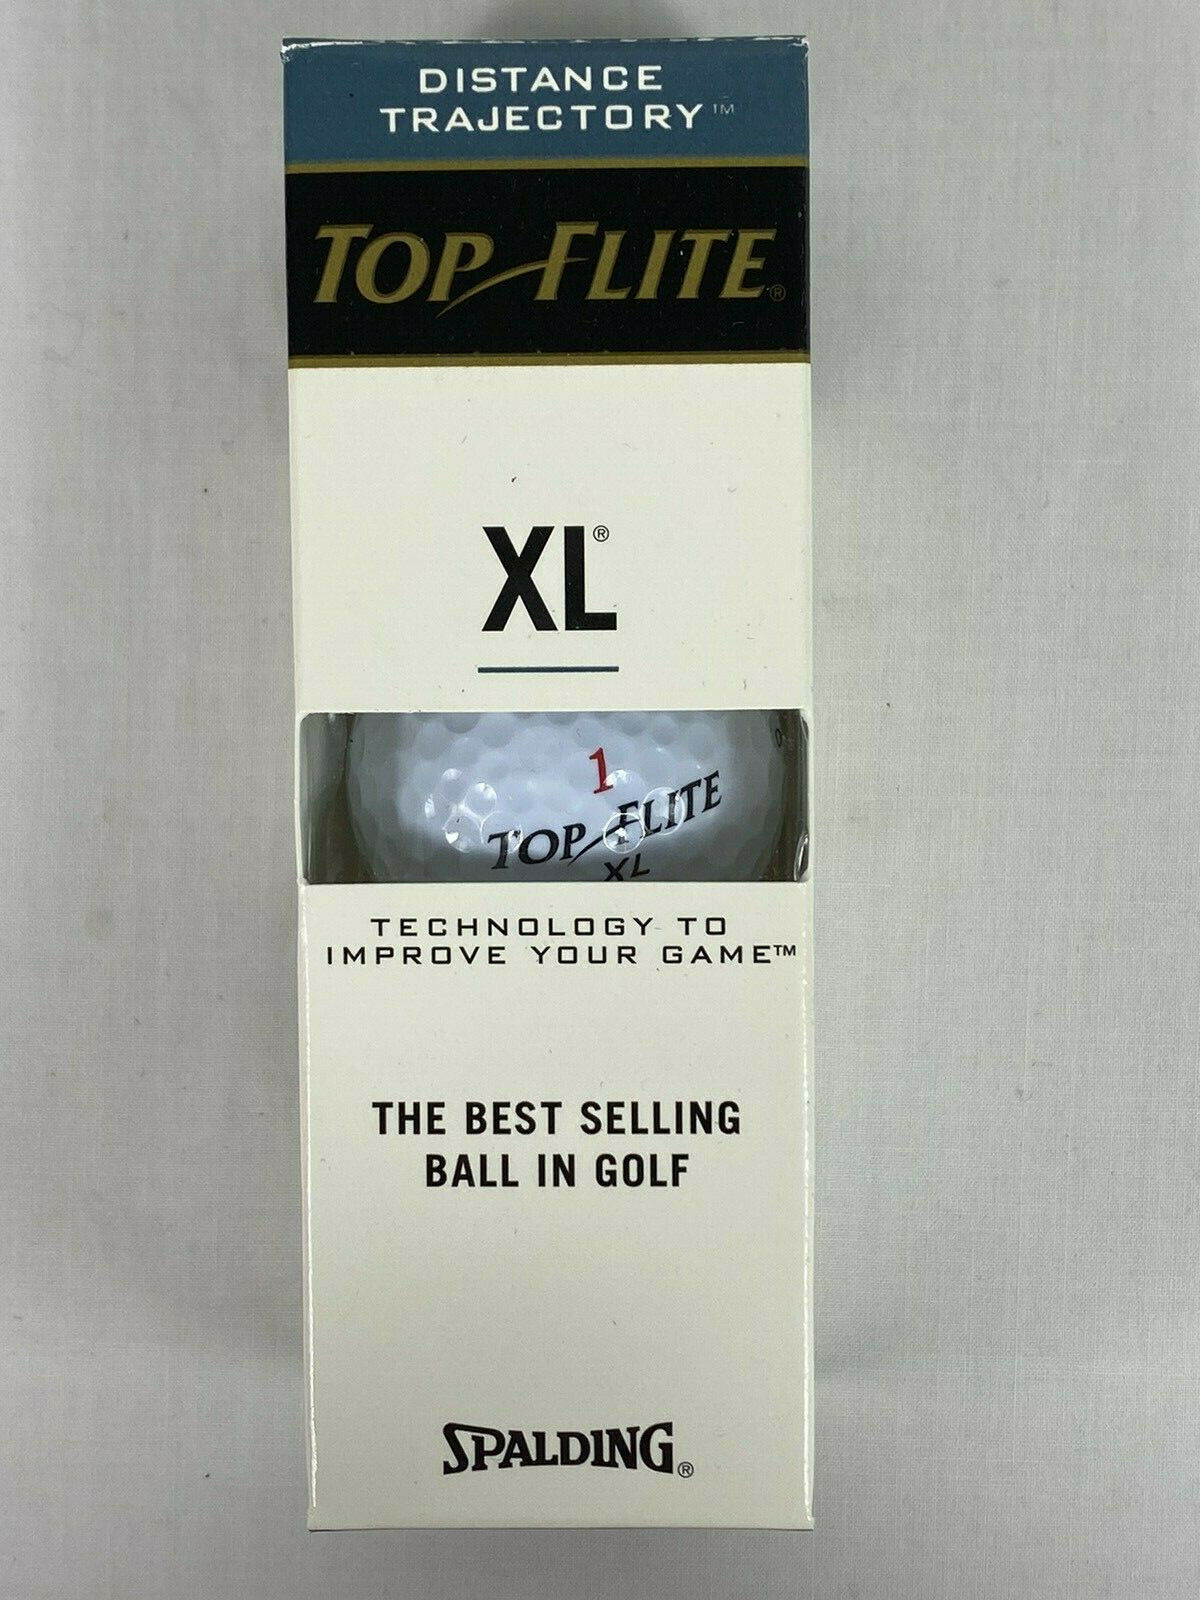 DISTANCE
TRAJECTORY™
TOP FLITE®
XL®
1
TOP FLITE
XL
TECHNOLOGY TO
IMPROVE YOUR GAME™
THE BEST SELLING
BALL IN GOLF
SPALDING®